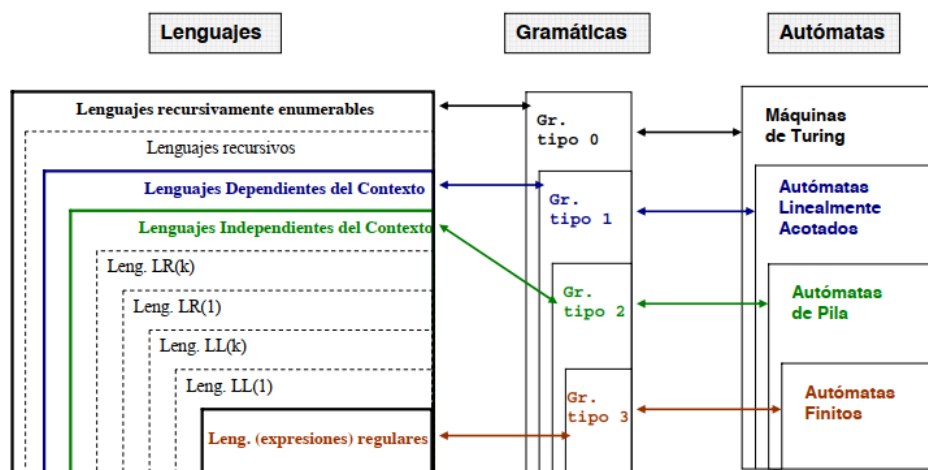 Lenguajes
Gramáticas
Autómatas
Lenguajes recursivamente enumerables
Lenguajes recursivos
Lenguajes Dependientes del Contexto
Lenguajes Independientes del Contexto
Leng. LR(k)
Leng. LR(1)
Leng. LL(k)
Leng. LL(1)
Leng. (expresiones) regulares
Gr.
tipo 0
Gr.
tipo 1
Gr.
tipo 2
Gr.
tipo 3
Máquinas
de Turing
Autómatas
Linealmente
Acotados
Autómatas
de Pila
Autómatas
Finitos